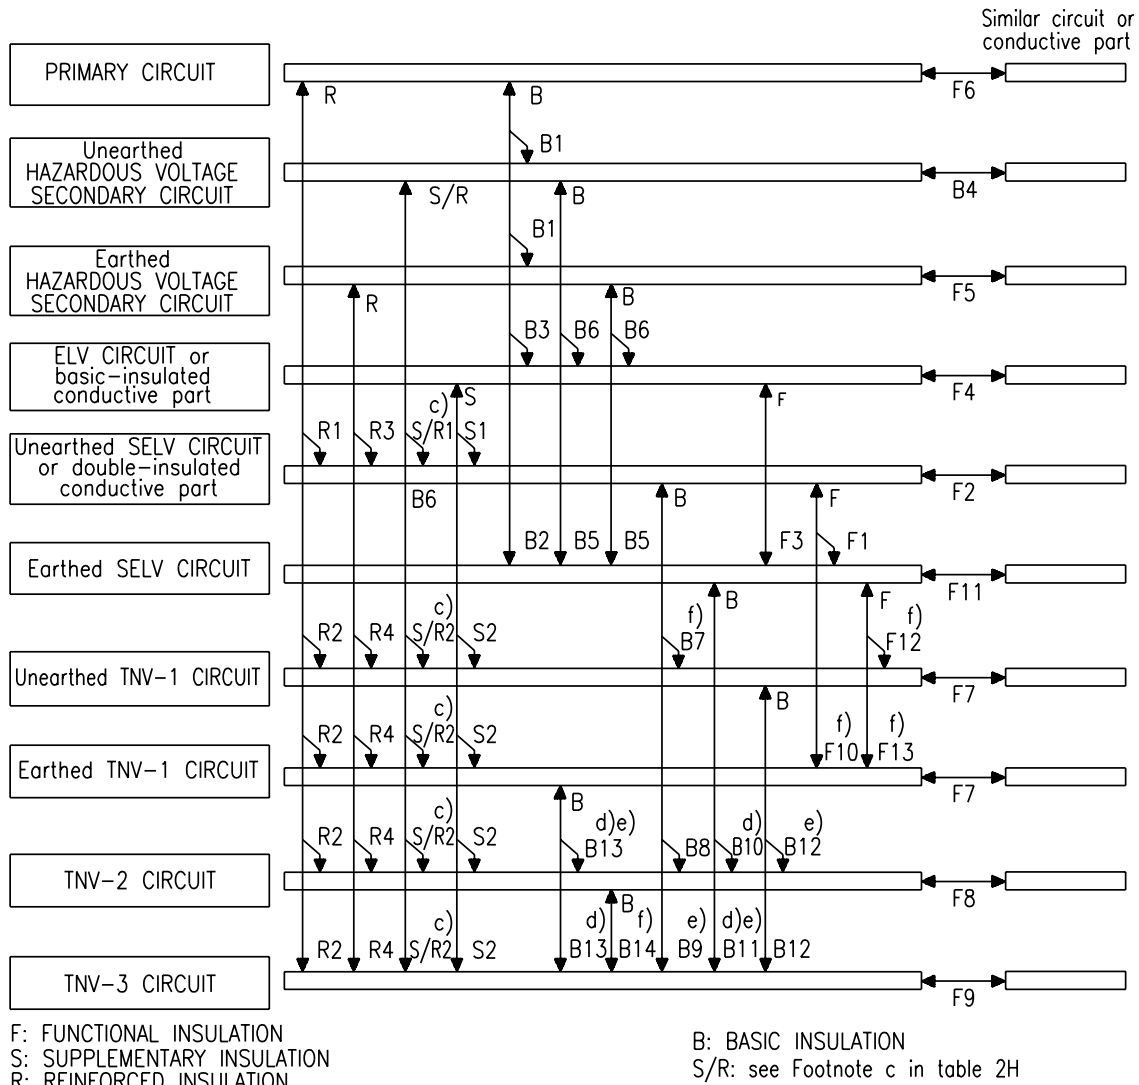 Similar circuit or
conductive part
PRIMARY CIRCUIT
F6
R
B
Unearthed
HAZARDOUS VOLTAGE
SECONDARY CIRCUIT
B1
S/R
B
B4
Earthed
HAZARDOUS VOLTAGE
SECONDARY CIRCUIT
B1
R
B
F5
ELV CIRCUIT or
basic-insulated
conductive part
B3
B6
B6
S
F
F4
Unearthed SELV CIRCUIT
or double-insulated
conductive part
c)
R1
R3
S/R1
S1
B6
B
F
F2
Earthed SELV CIRCUIT
B2
B5
B5
F3
F1
B
F
F11
Unearthed TNV-1 CIRCUIT
c)
f)
f)
R2
R4
S/R2
S2
B7
F12
B
F7
Earthed TNV-1 CIRCUIT
c)
f)
f)
R2
R4
S/R2
S2
F10
F13
B
F7
TNV-2 CIRCUIT
c)
d)e)
d)
e)
R2
R4
S/R2
S2
B13
B8
B10
B12
B
F8
TNV-3 CIRCUIT
c)
d)
f)
e)
d)e)
R2
R4
S/R2
S2
B13
B14
B9
B11
B12
F9
F: FUNCTIONAL INSULATION
S: SUPPLEMENTARY INSULATION
R: REINFORCED INSULATION
B: BASIC INSULATION
S/R: see Footnote c in table 2H